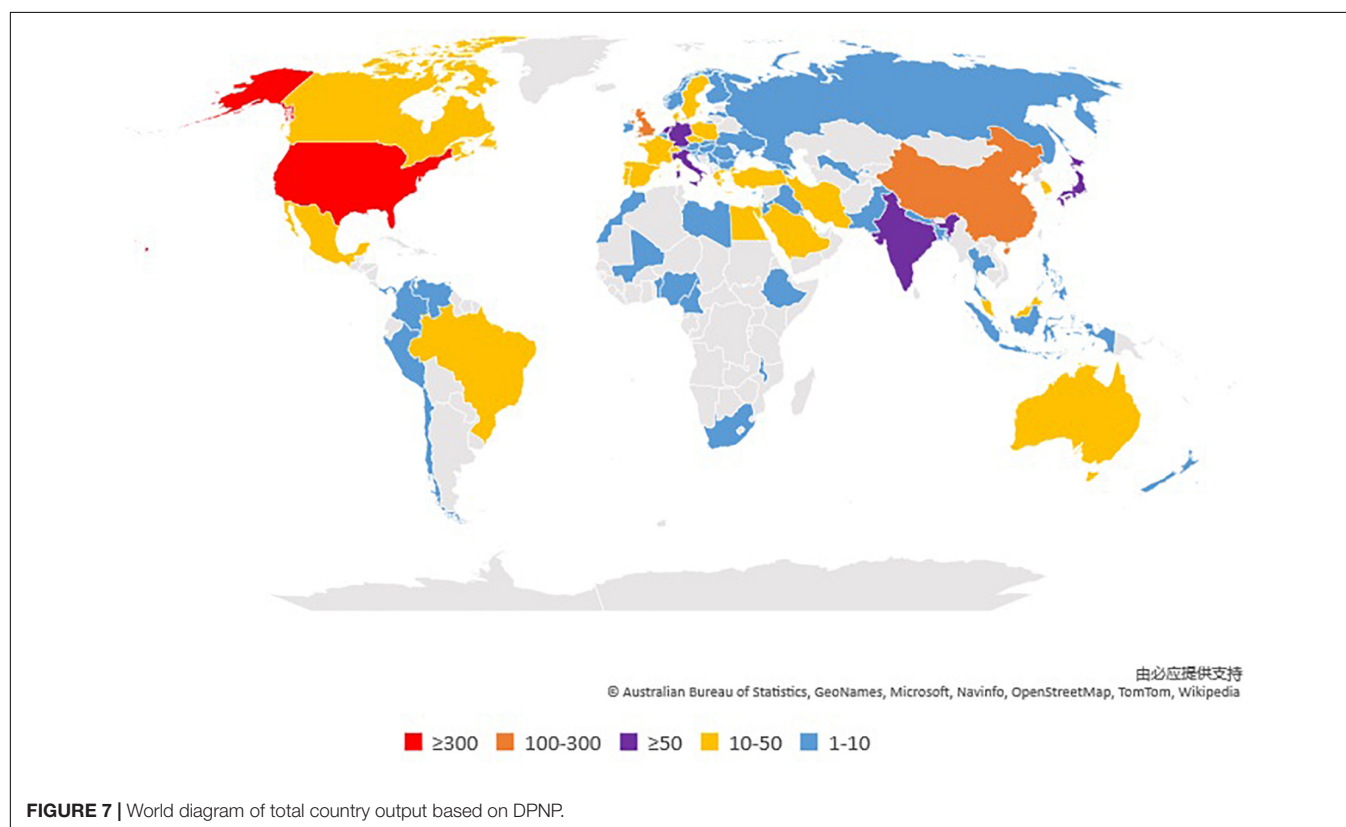 由必应提供支持
© Australian Bureau of Statistics, GeoNames, Microsoft, Navinfo, OpenStreetMap, TomTom, Wikipedia
≥300 100-300 ≥50 10-50 1-10
FIGURE 7 | World diagram of total country output based on DPNP.